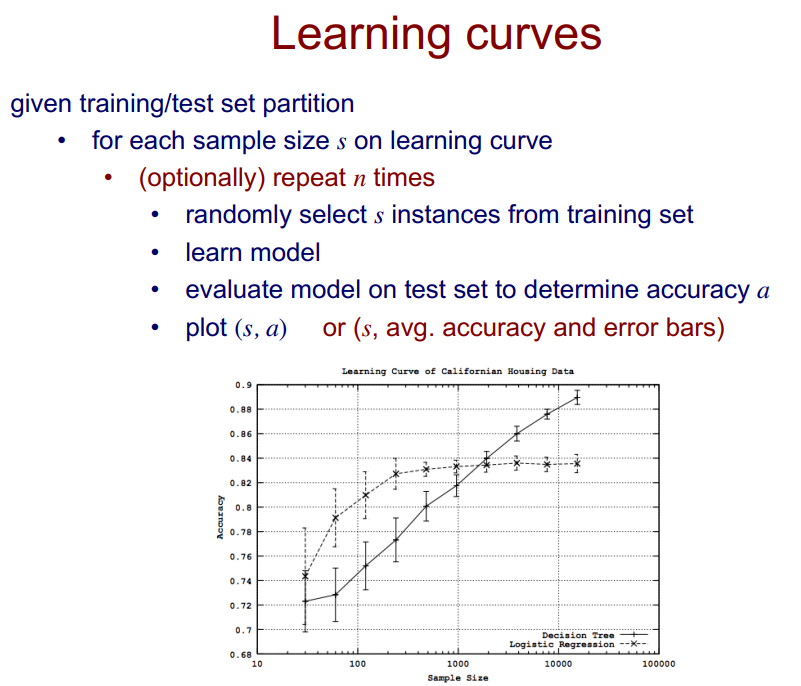 Learning curves
given training/test set partition
• for each sample size s on learning curve
• (optionally) repeat n times
• randomly select s instances from training set
• learn model
• evaluate model on test set to determine accuracy a
• plot (s, a) or (s, avg. accuracy and error bars)
Learning Curve of Californian Housing Data
0.9
0.88
0.86
0.84
0.82
0.8
0.78
0.76
0.74
0.72
0.7
0.68
Accuracy
Decision Tree
Logistic Regression
10 100 1000 10000 100000
Sample Size